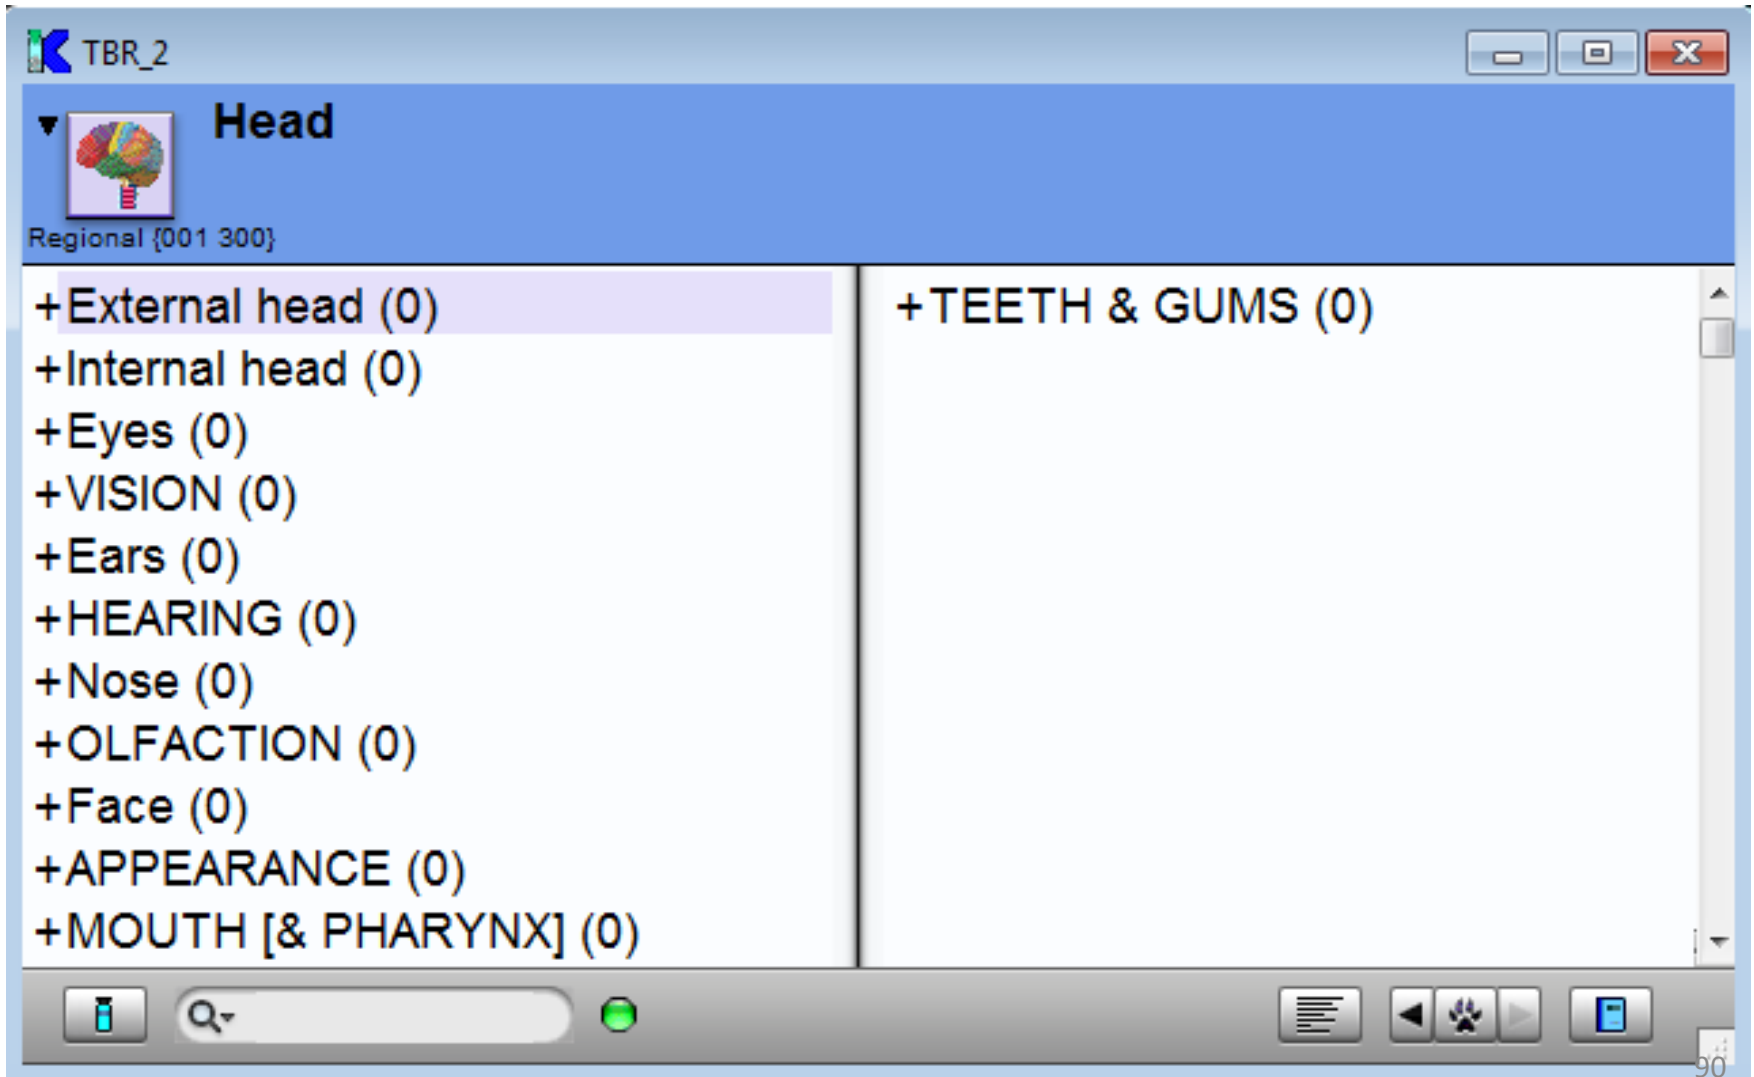 TBR_2
Head
Regional {001 300}
+External head (0)
+Internal head (0)
+Eyes (0)
+VISION (0)
+Ears (0)
+HEARING (0)
+Nose (0)
+OLFACTION (0)
+Face (0)
+APPEARANCE (0)
+MOUTH [& PHARYNX] (0)
+TEETH & GUMS (0)
90